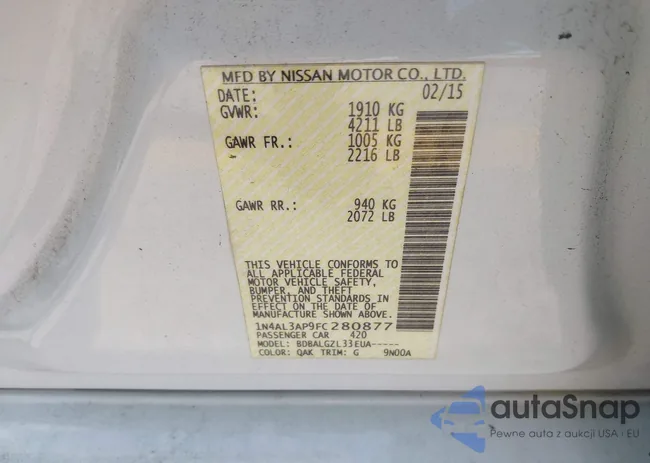 MFD BY NISSAN MOTOR CO., LTD.
DATE: 02/15
GVWR: 1910 KG
4211 LB
GAWR FR.: 1005 KG
2216 LB
GAWR RR.: 940 KG
2072 LB
THIS VEHICLE CONFORMS TO
ALL APPLICABLE FEDERAL
MOTOR VEHICLE SAFETY,
BUMPER, AND THEFT
PREVENTION STANDARDS IN
EFFECT ON THE DATE OF
MANUFACTURE SHOWN ABOVE.
1N4AL3AP9FC280877
PASSENGER CAR 420
MODEL: BDBALGZL33EUA-----
COLOR: QAK TRIM: G 9N00A
autaSnap
Pewne auta z aukcji USA i EU